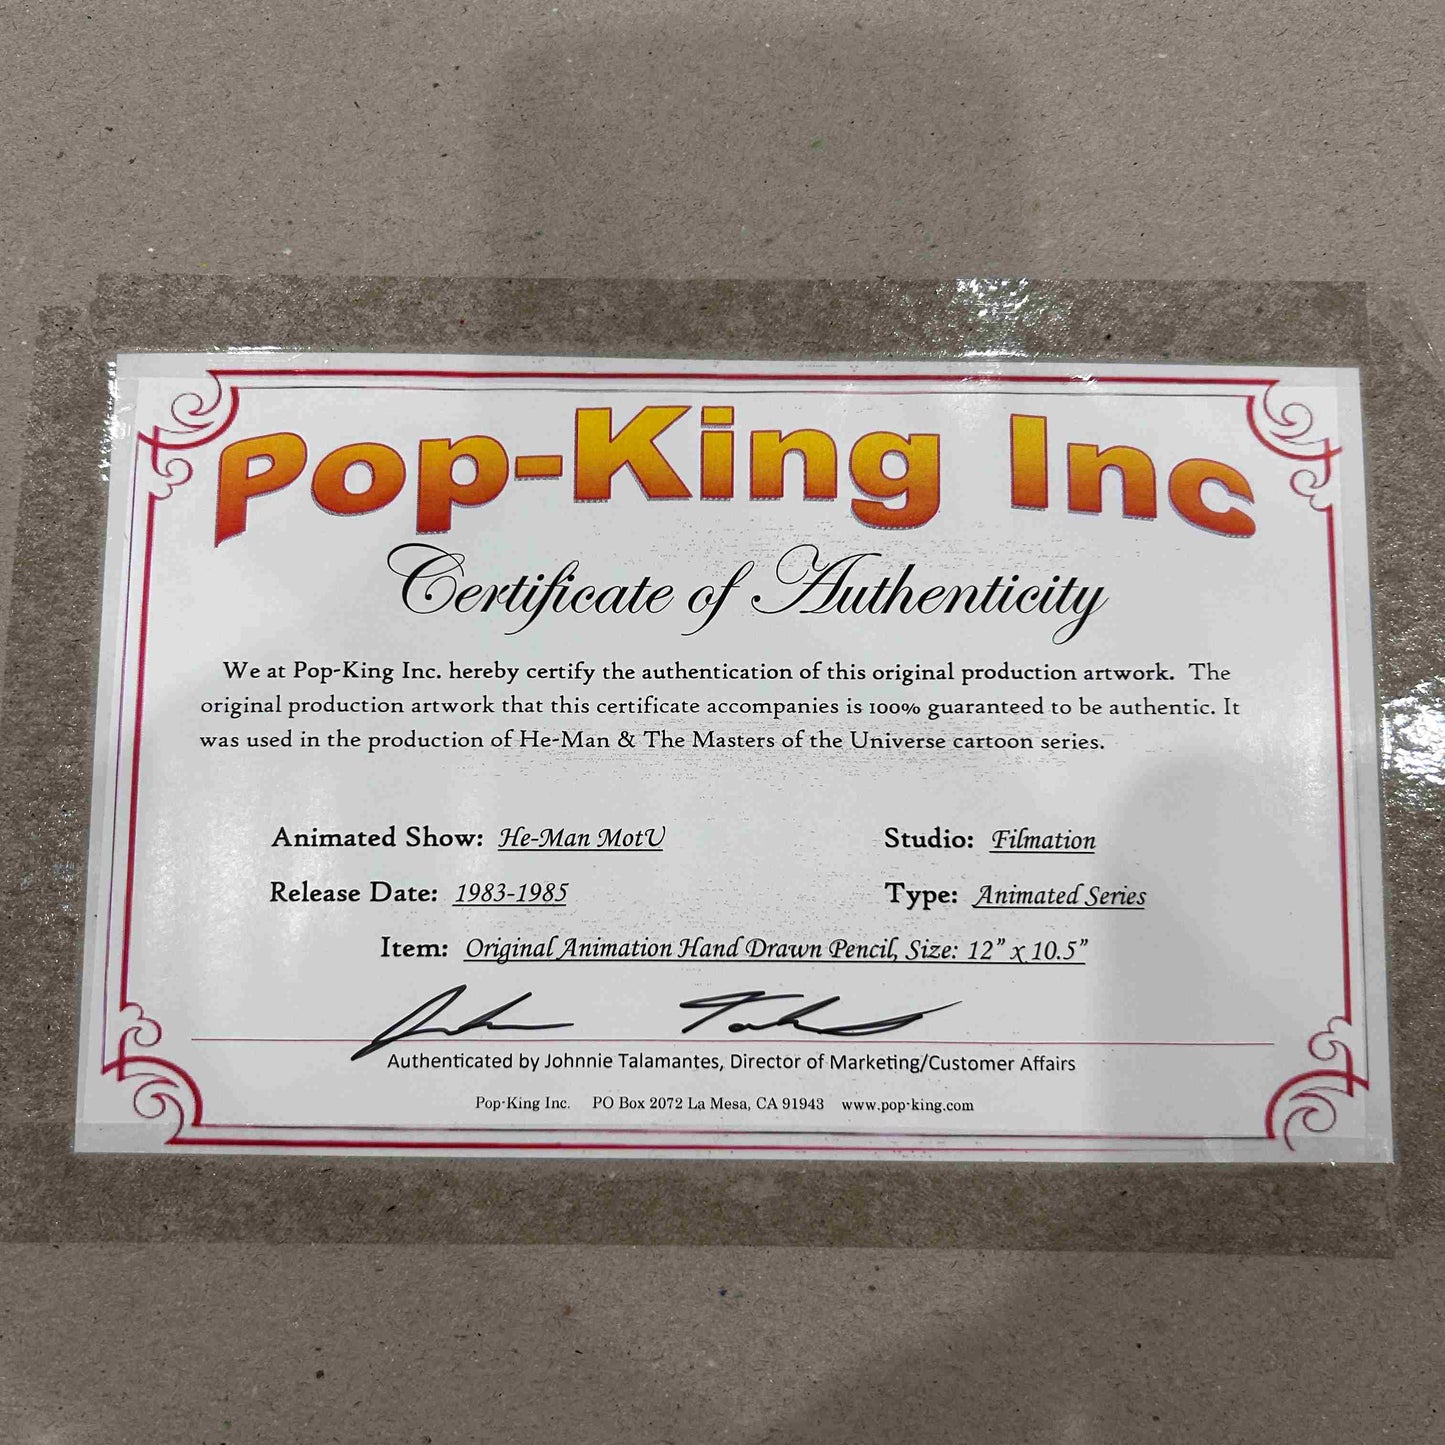 Pop-King Inc
Certificate of Authenticity
We at Pop-King Inc. hereby certify the authentication of this original production artwork. The
original production artwork that this certificate accompanies is 100% guaranteed to be authentic. It
was used in the production of He-Man & The Masters of the Universe cartoon series.
Animated Show: He-Man MotU Studio: Filmation
Release Date: 1983-1985 Type: Animated Series
Item: Original Animation Hand Drawn Pencil, Size: 12” x 10.5”
Authenticated by Johnnie Talamantes, Director of Marketing/Customer Affairs
Pop-King Inc. PO Box 2072 La Mesa, CA 91943 www.pop-king.com